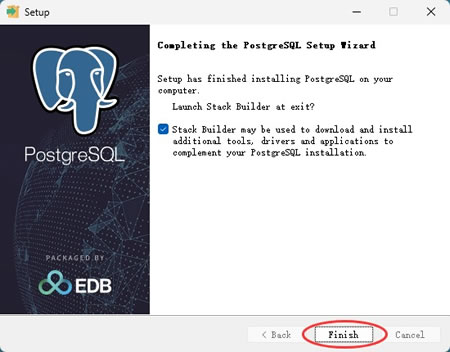 Setup
Completing the PostgreSQL Setup Wizard
Setup has finished installing PostgreSQL on your
computer.
Launch Stack Builder at exit?
Stack Builder may be used to download and install
additional tools, drivers and applications to
complement your PostgreSQL installation.
PostgreSQL
PACKAGED BY
EDB
< Back
Finish
Cancel